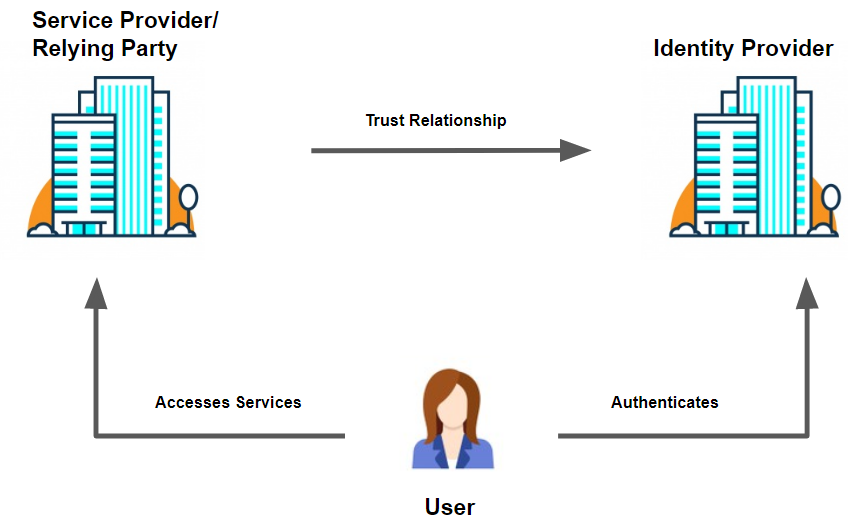 Service Provider/
Relying Party
Identity Provider
Trust Relationship
Accesses Services
Authenticates
User